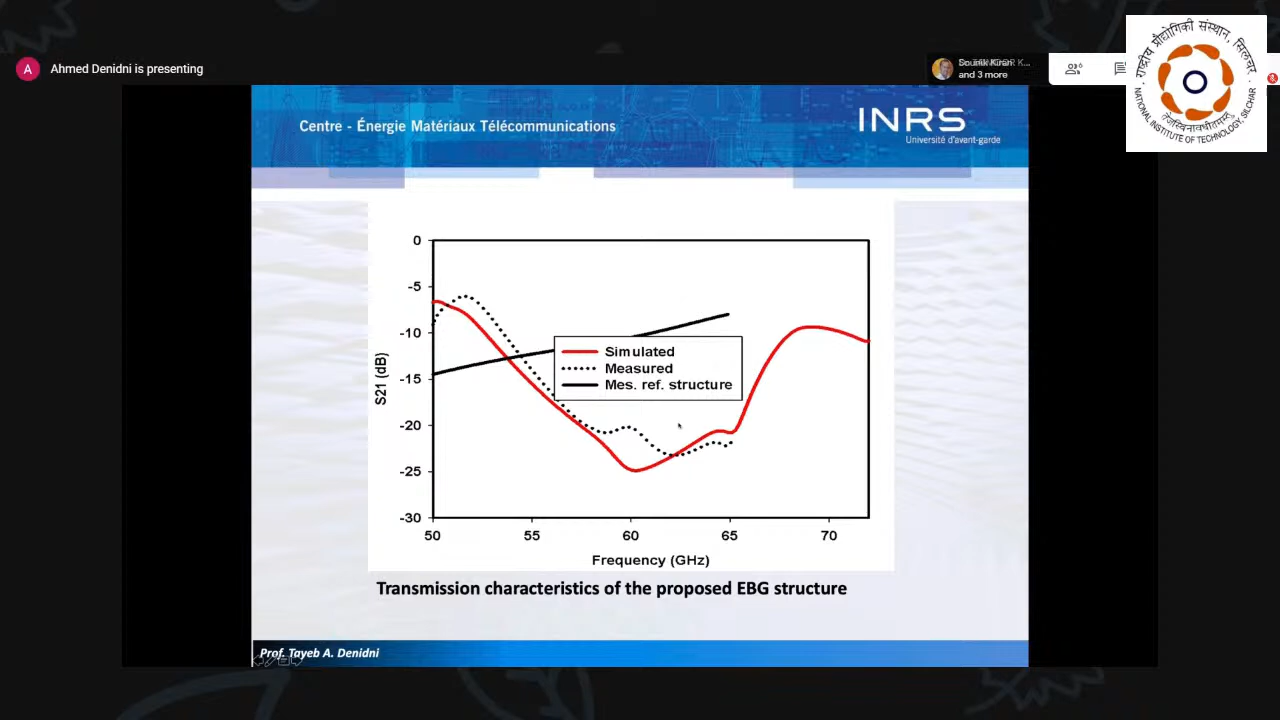 A
Ahmed Denidni is presenting
and 3 more
6
राष्ट्रीय प्रौद्योगिकी संस्थान, सिलचर
NATIONAL INSTITUTE OF TECHNOLOGY, SILCHAR
Centre - Énergie Matériaux Télécommunications
INRS
Université d'avant-garde
0
-5
-10
-15
-20
-25
-30
S21 (dB)
Simulated
Measured
Mes. ref. structure
50
55
60
65
70
Frequency (GHz)
Transmission characteristics of the proposed EBG structure
Prof. Tayeb A. Denidni